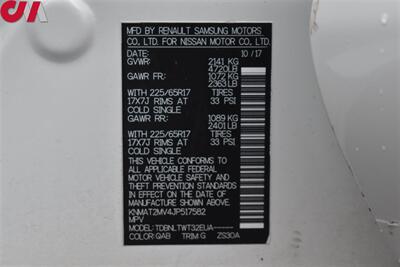 DIA
MFD BY RENAULT SAMSUNG MOTORS
CO., LTD. FOR NISSAN MOTOR CO., LTD.
DATE: 10 / 17
GVWR: 2141 KG
4720LB
GAWR FR: 1072 KG
2363LB
WITH 225/65R17 TIRES
17X7J RIMS AT 33 PSI
COLD SINGLE
GAWR RR: 1089 KG
2401LB
WITH 225/65R17 TIRES
17X7J RIMS AT 33 PSI
COLD SINGLE
THIS VEHICLE CONFORMS TO
ALL APPLICABLE FEDERAL
MOTOR VEHICLE SAFETY AND
THEFT PREVENTION STANDARDS
IN EFFECT ON THE DATE OF
MANUFACTURE SHOWN ABOVE.
KNMAT2MV4JP517582
MPV
MODEL: TDBNLTWT32EUA-----
COLOR:QAB TRIM:G ZS30A